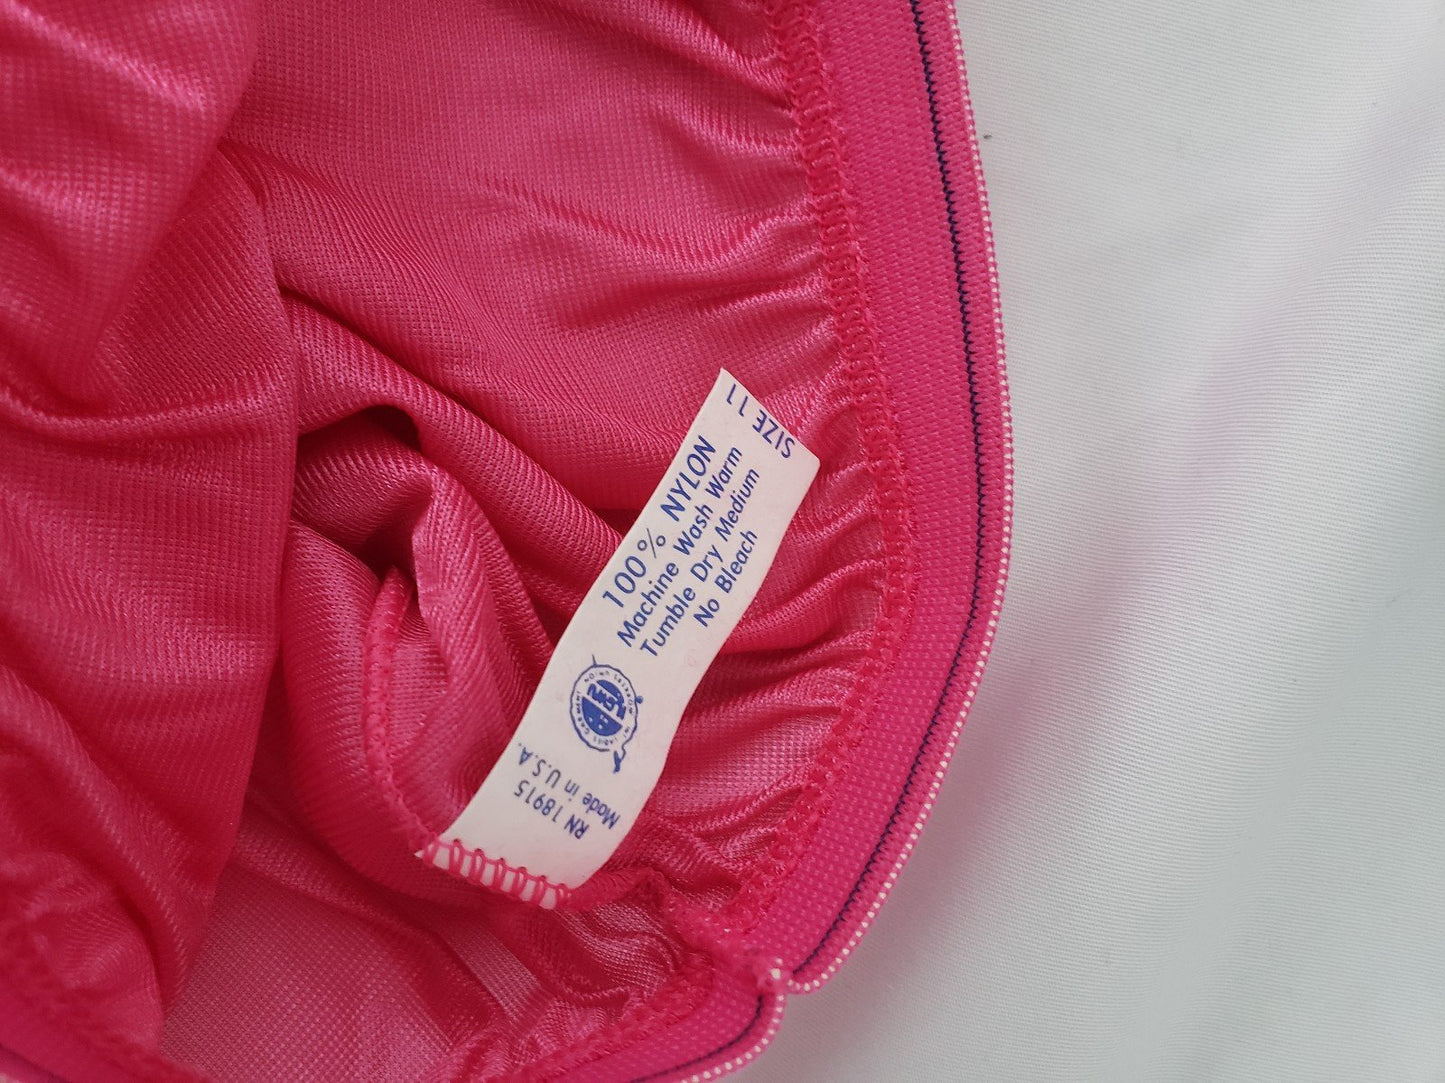 SIZE 11
100% NYLON
Machine Wash Warm
Tumble Dry Medium
No Bleach
RN 18915
Made in U.S.A.